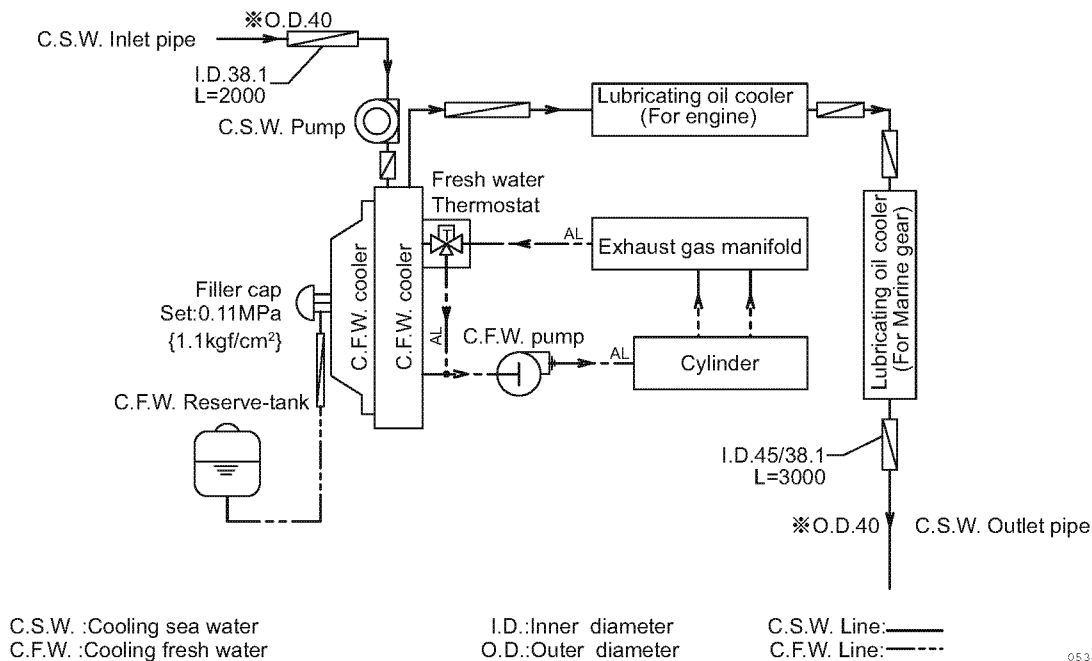 ※O.D.40
C.S.W. Inlet pipe
I.D.38.1
L=2000
C.S.W. Pump
Lubricating oil cooler
(For engine)
Fresh water
Thermostat
T
AL
Exhaust gas manifold
Lubricating oil cooler
(For Marine gear)
Filler cap
Set:0.11MPa
{1.1kgf/cm²}
C.F.W. cooler
C.F.W. cooler
AL
C.F.W. pump
AL
Cylinder
C.F.W. Reserve-tank
I.D.45/38.1
L=3000
※O.D.40
C.S.W. Outlet pipe
C.S.W. :Cooling sea water
C.F.W. :Cooling fresh water
I.D.:Inner diameter
O.D.:Outer diameter
C.S.W. Line:
C.F.W. Line:
053